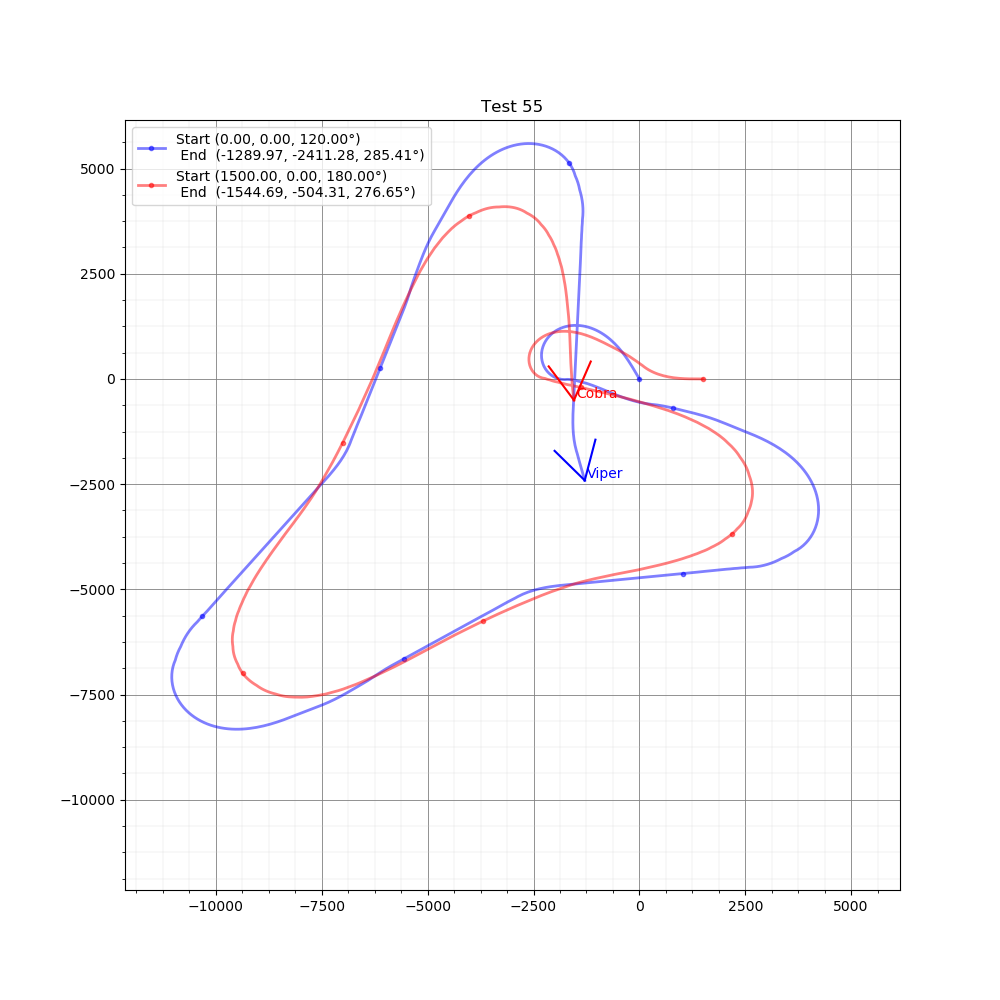 Test 55
Start (0.00, 0.00, 120.00°)
End (-1289.97, -2411.28, 285.41°)
Start (1500.00, 0.00, 180.00°)
End (-1544.69, -504.31, 276.65°)
5000
2500
0
−2500
−5000
−7500
−10000
Cobra
Viper
−10000
−7500
−5000
−2500
0
2500
5000